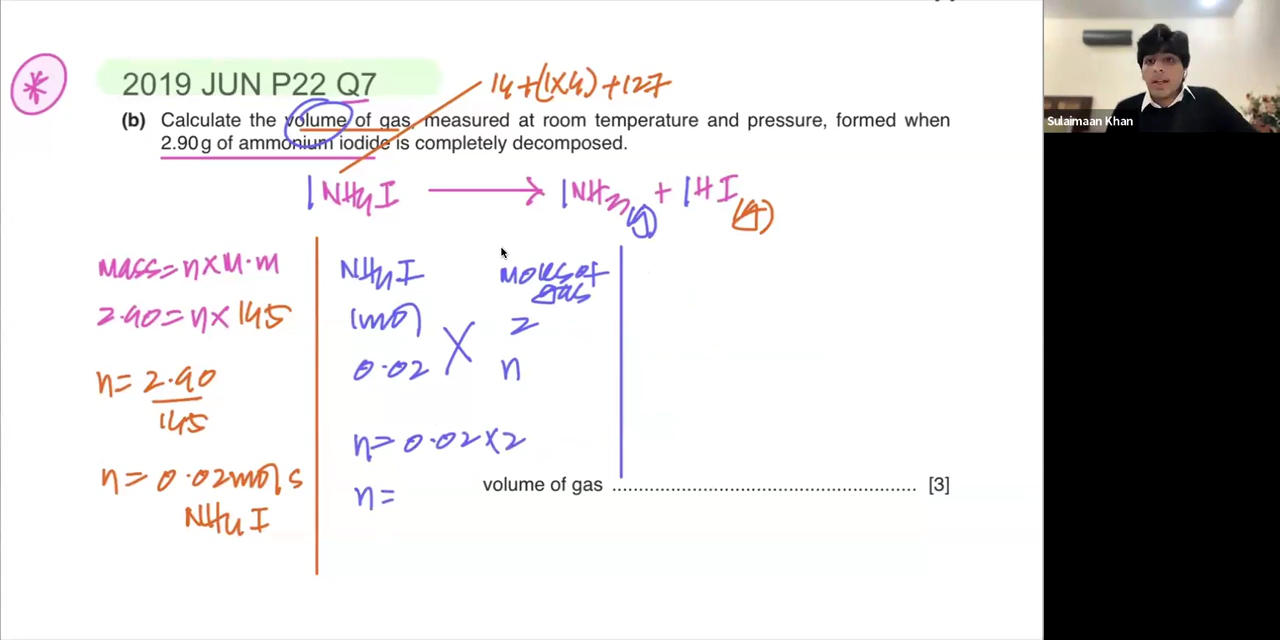 2019 JUN P22 Q7
14+(1×4)+127
(b) Calculate the volume of gas, measured at room temperature and pressure, formed when
2.90 g of ammonium iodide is completely decomposed.
1NH4I → 1NH3(g) + 1HI(g)
Mass=n×M.m
2.90=n×145
n=2.90
145
n=0.02mols
NH4I
NH4I
moles of
gas
1mol
2
0.02
n
n=0.02×2
n=
volume of gas ........................................................ [3]
Sulaimaan Khan